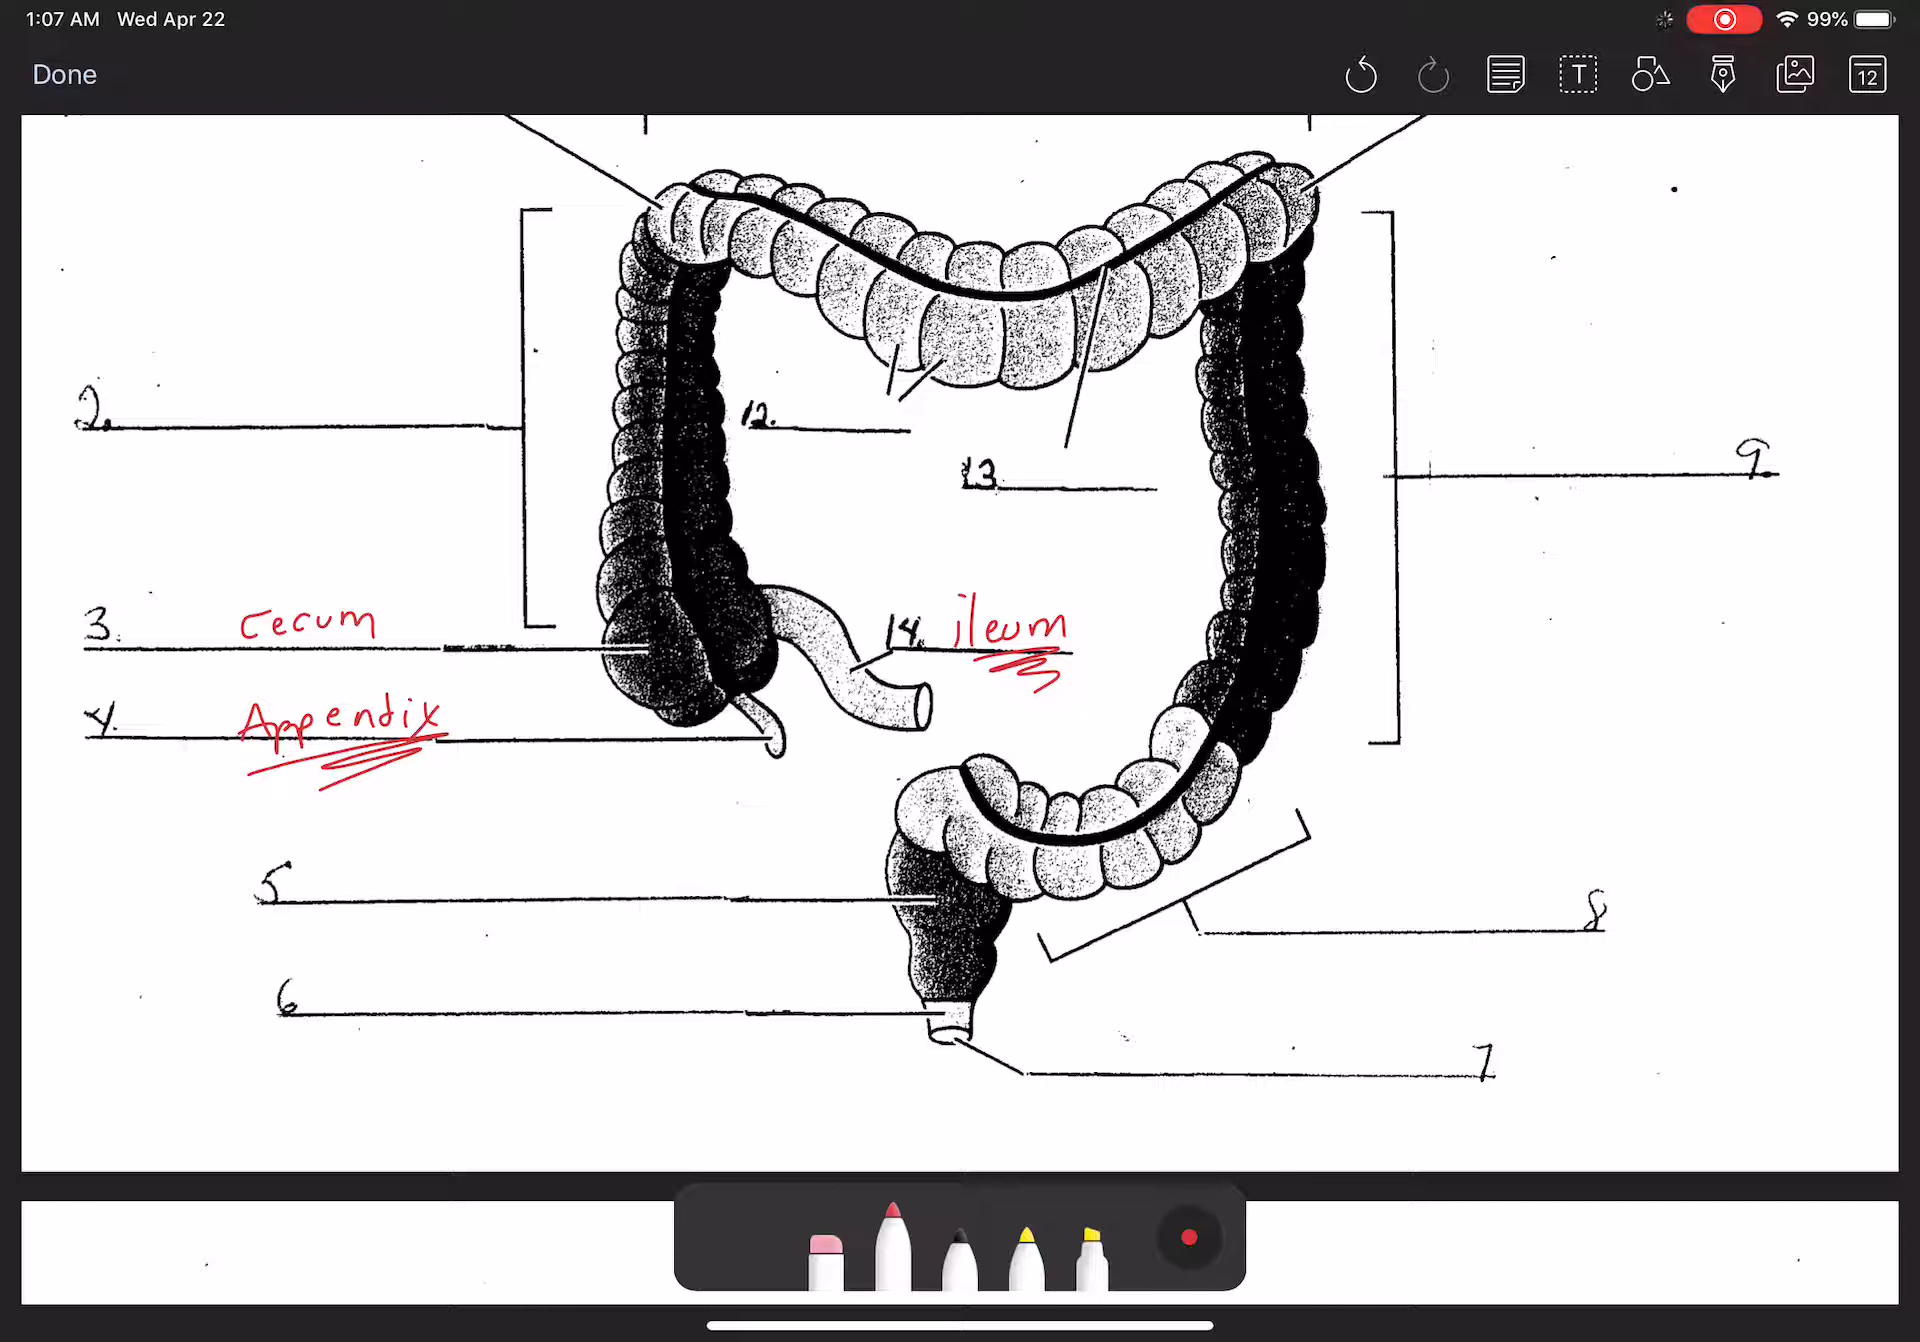 1:07 AM Wed Apr 22
99%
Done
T
12
2.
12.
13
9
3. Cecum
14. ileum
4. Appendix
5
8
6
7